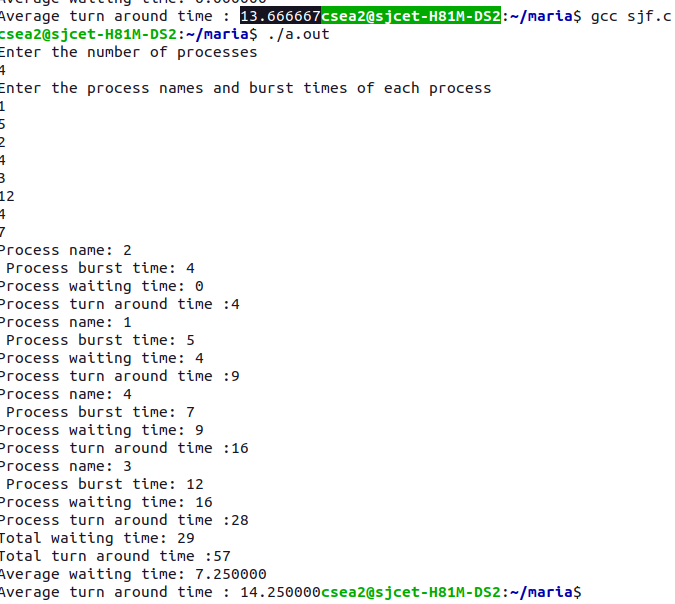 Average turn around time : 13.666667csea2@sjcet-H81M-DS2:~/maria$ gcc sjf.c
csea2@sjcet-H81M-DS2:~/maria$ ./a.out
Enter the number of processes
4
Enter the process names and burst times of each process
1
5
2
4
3
12
4
7
Process name: 2
 Process burst time: 4
Process waiting time: 0
Process turn around time :4
Process name: 1
 Process burst time: 5
Process waiting time: 4
Process turn around time :9
Process name: 4
 Process burst time: 7
Process waiting time: 9
Process turn around time :16
Process name: 3
 Process burst time: 12
Process waiting time: 16
Process turn around time :28
Total waiting time: 29
Total turn around time :57
Average waiting time: 7.250000
Average turn around time : 14.250000csea2@sjcet-H81M-DS2:~/maria$